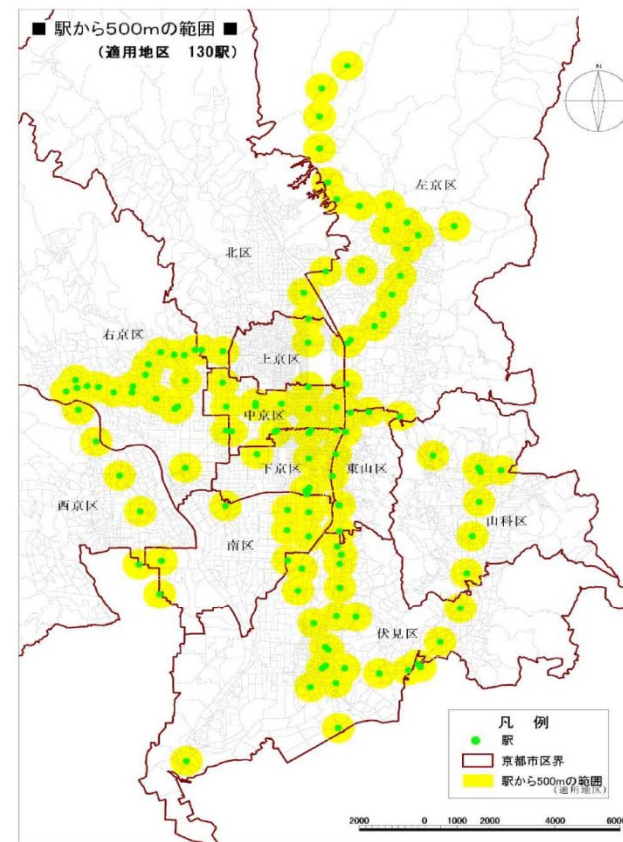 ■ 駅から500mの範囲 ■
(適用地区 130駅)
N
左京区
北区
右京区
上京区
中京区
下京区
東山区
西京区
山科区
南区
伏見区
凡 例
駅
京都市区界
駅から500mの範囲
(適用地区)
2000 0 2000 4000 6000